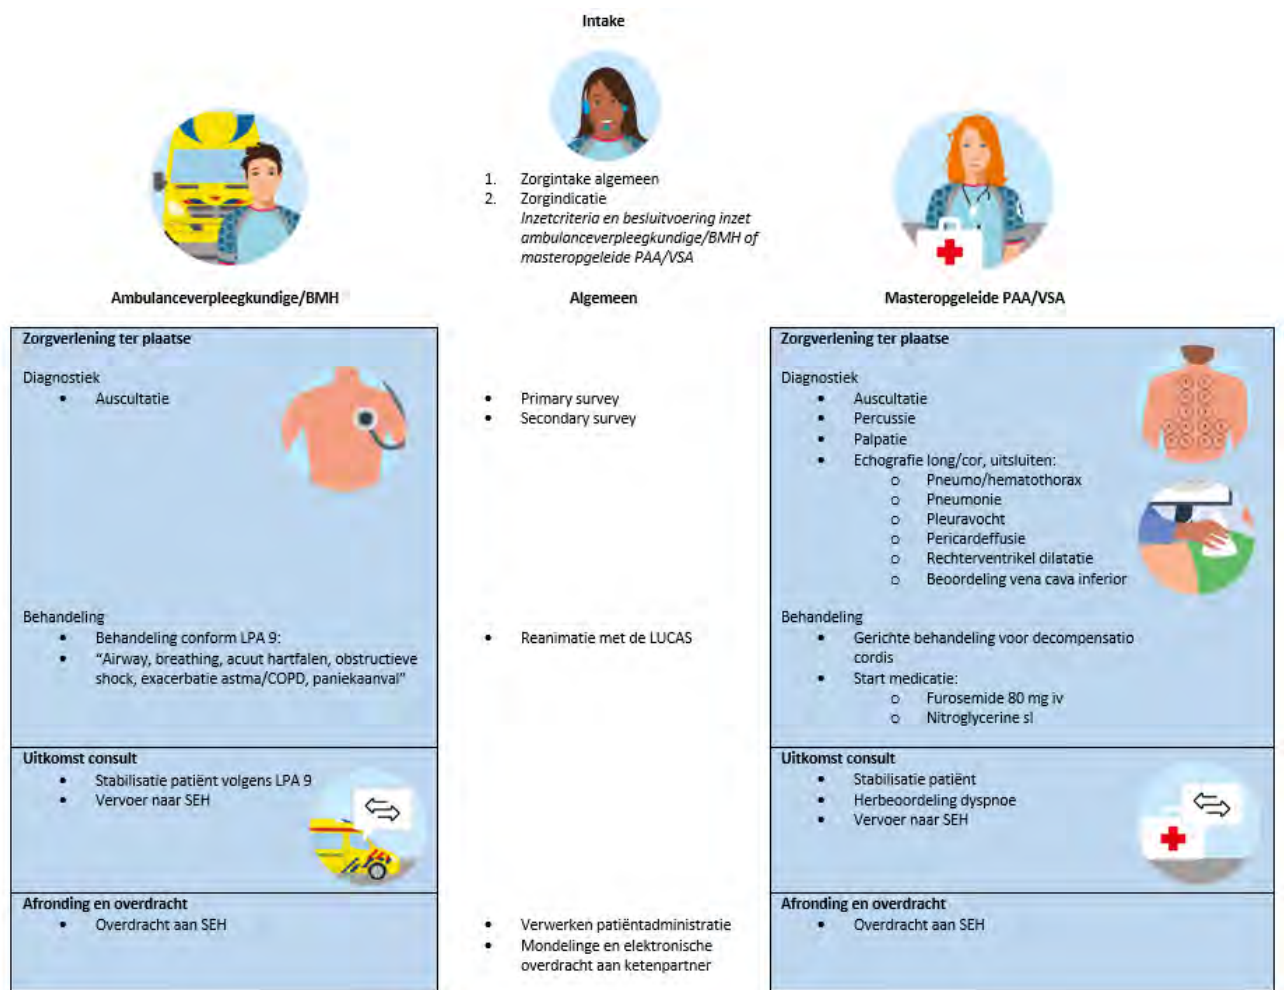 Intake
1. Zorgintake algemeen
2. Zorgindicatie
Inzetcriteria en besluitvoering inzet
ambulanceverpleegkundige/BMH of
masteropgeleide PAA/VSA
Ambulanceverpleegkundige/BMH
Zorgverlening ter plaatse
Diagnostiek
• Auscultatie
Behandeling
• Behandeling conform LPA 9:
• "Airway, breathing, acuut hartfalen, obstructieve
shock, exacerbatie astma/COPD, paniekaanval"
Uitkomst consult
• Stabilisatie patiënt volgens LPA 9
• Vervoer naar SEH
Afronding en overdracht
• Overdracht aan SEH
Algemeen
• Primary survey
• Secondary survey
• Reanimatie met de LUCAS
• Verwerken patiëntadministratie
• Mondelinge en elektronische
overdracht aan ketenpartner
Masteropgeleide PAA/VSA
Zorgverlening ter plaatse
Diagnostiek
• Auscultatie
• Percussie
• Palpatie
• Echografie long/cor, uitsluiten:
o Pneumo/hematothorax
o Pneumonie
o Pleuravocht
o Pericardeffusie
o Rechterventrikel dilatatie
o Beoordeling vena cava inferior
Behandeling
• Gerichte behandeling voor decompensatio
cordis
• Start medicatie:
o Furosemide 80 mg iv
o Nitroglycerine sl
Uitkomst consult
• Stabilisatie patiënt
• Herbeoordeling dyspnoe
• Vervoer naar SEH
Afronding en overdracht
• Overdracht aan SEH